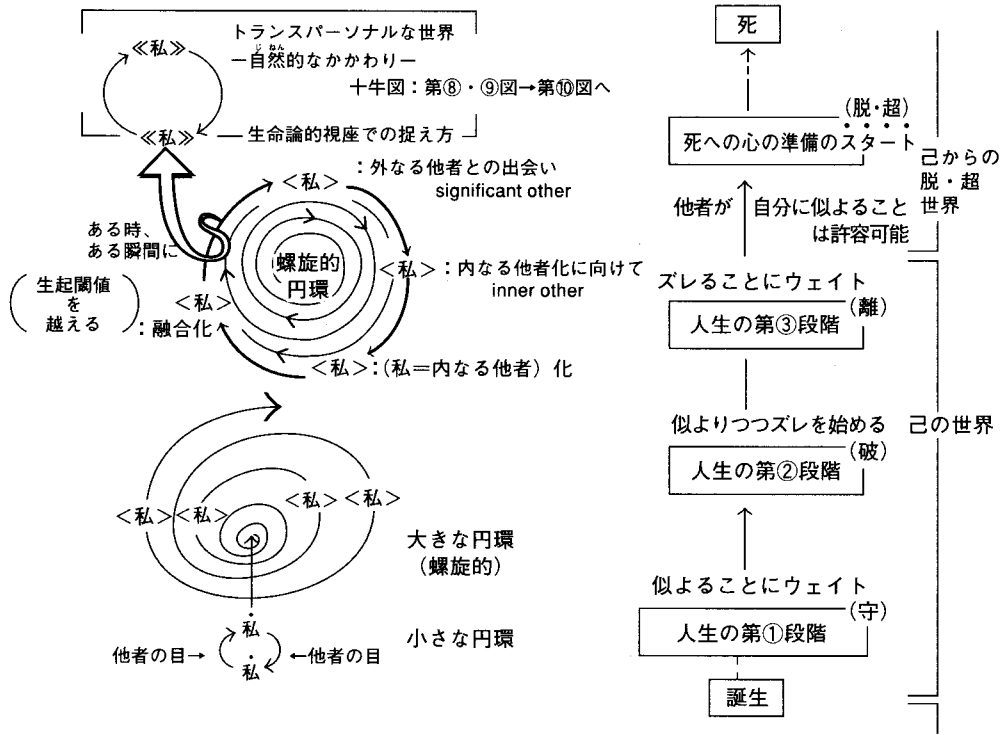 トランスパーソナルな世界
―自然的なかかわり―
じねん
十牛図：第⑧・⑨図→第⑩図へ
≪私≫
≪私≫
生命論的視座での捉え方
＜私＞
：外なる他者との出会い
significant other
ある時、
ある瞬間に
螺旋的
円環
＜私＞：内なる他者化に向けて
inner other
生起閾値
を
越える
＜私＞
：融合化
＜私＞：(私＝内なる他者）化
＜私＞
＜私＞
＜私＞
＜私＞
大きな円環
（螺旋的）
私
小さな円環
他者の目→
←他者の目
私
死
（脱・超）
死への心の準備のスタート
己からの
脱・超
世界
他者が
自分に似よること
は許容可能
ズレることにウェイト
（離）
人生の第③段階
似よりつつズレを始める
己の世界
（破）
人生の第②段階
似よることにウェイト
（守）
人生の第①段階
誕生